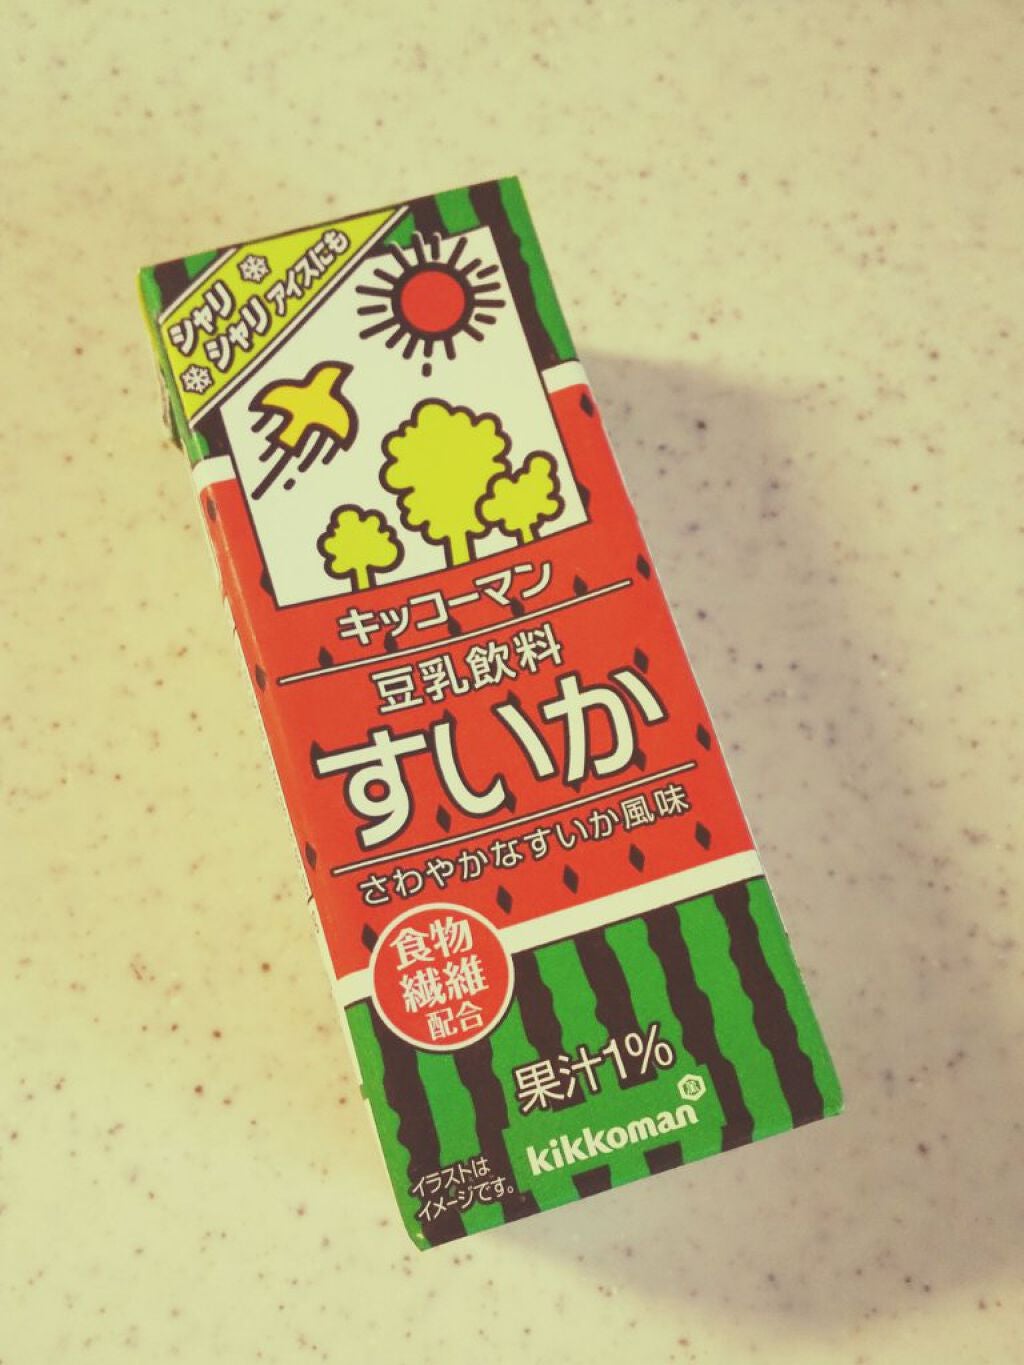 シャリ
シャリ アイスにも
キッコーマン
豆乳飲料
すいか
さわやかなすいか風味
食物
繊維
配合
果汁1%
kikkoman
イラストは
イメージです。